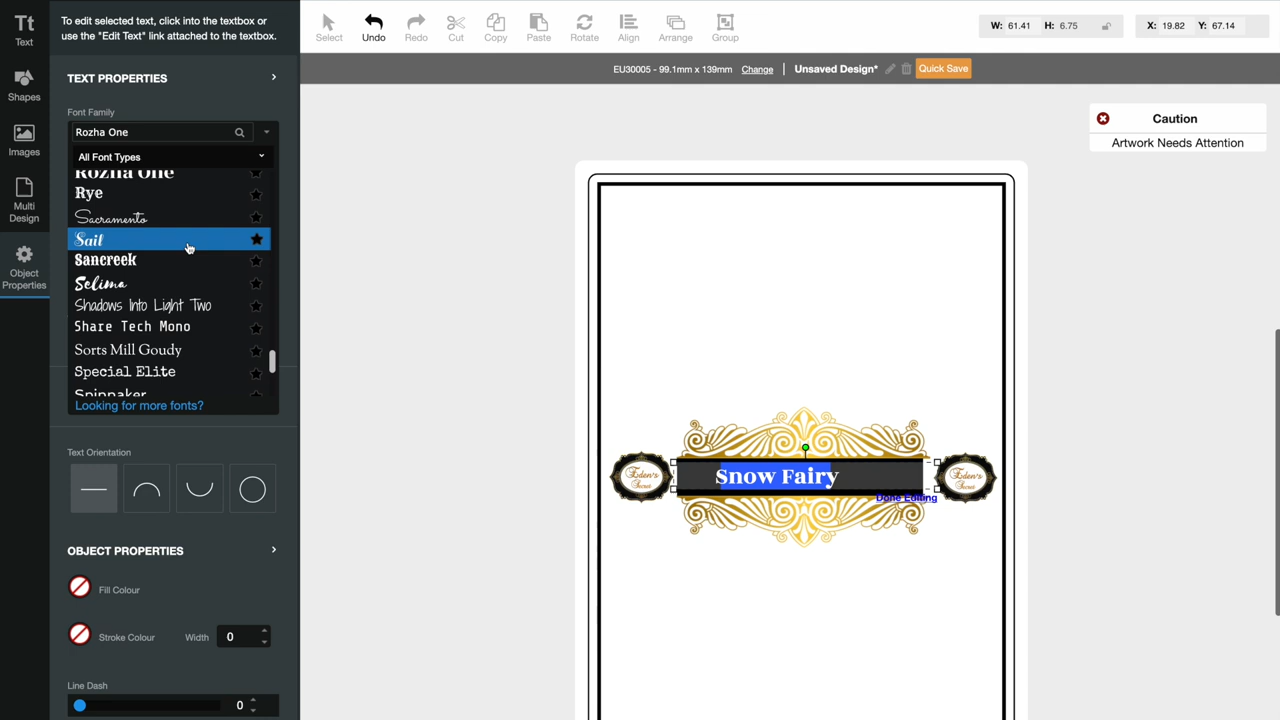 To edit selected text, click into the textbox or
use the "Edit Text" link attached to the textbox.
Tt
Text
Shapes
Images
Multi
Design
Object
Properties
TEXT PROPERTIES
Font Family
Rozha One
All Font Types
Rozha One
Rye
Sacramento
Sail
Sancreek
Selima
Shadows Into Light Two
Share Tech Mono
Sorts Mill Goudy
Special Elite
Spinnaker
Looking for more fonts?
Text Orientation
OBJECT PROPERTIES
Fill Colour
Stroke Colour Width 0
Line Dash
0
Select Undo Redo Cut Copy Paste Rotate Align Arrange Group
W: 61.41 H: 6.75 X: 19.82 Y: 67.14
EU30005 - 99.1mm x 139mm Change | Unsaved Design* Quick Save
Caution
Artwork Needs Attention
Eden's
Secret
Snow Fairy
Eden's
Secret
Done Editing